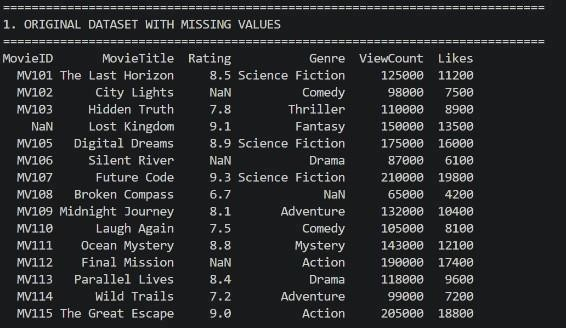 ================================================================================
1. ORIGINAL DATASET WITH MISSING VALUES
================================================================================
MovieID MovieTitle Rating Genre ViewCount Likes
MV101 The Last Horizon 8.5 Science Fiction 125000 11200
MV102 City Lights NaN Comedy 98000 7500
MV103 Hidden Truth 7.8 Thriller 110000 8900
NaN Lost Kingdom 9.1 Fantasy 150000 13500
MV105 Digital Dreams 8.9 Science Fiction 175000 16000
MV106 Silent River NaN Drama 87000 6100
MV107 Future Code 9.3 Science Fiction 210000 19800
MV108 Broken Compass 6.7 NaN 65000 4200
MV109 Midnight Journey 8.1 Adventure 132000 10400
MV110 Laugh Again 7.5 Comedy 105000 8100
MV111 Ocean Mystery 8.8 Mystery 143000 12100
MV112 Final Mission NaN Action 190000 17400
MV113 Parallel Lives 8.4 Drama 118000 9600
MV114 Wild Trails 7.2 Adventure 99000 7200
MV115 The Great Escape 9.0 Action 205000 18800